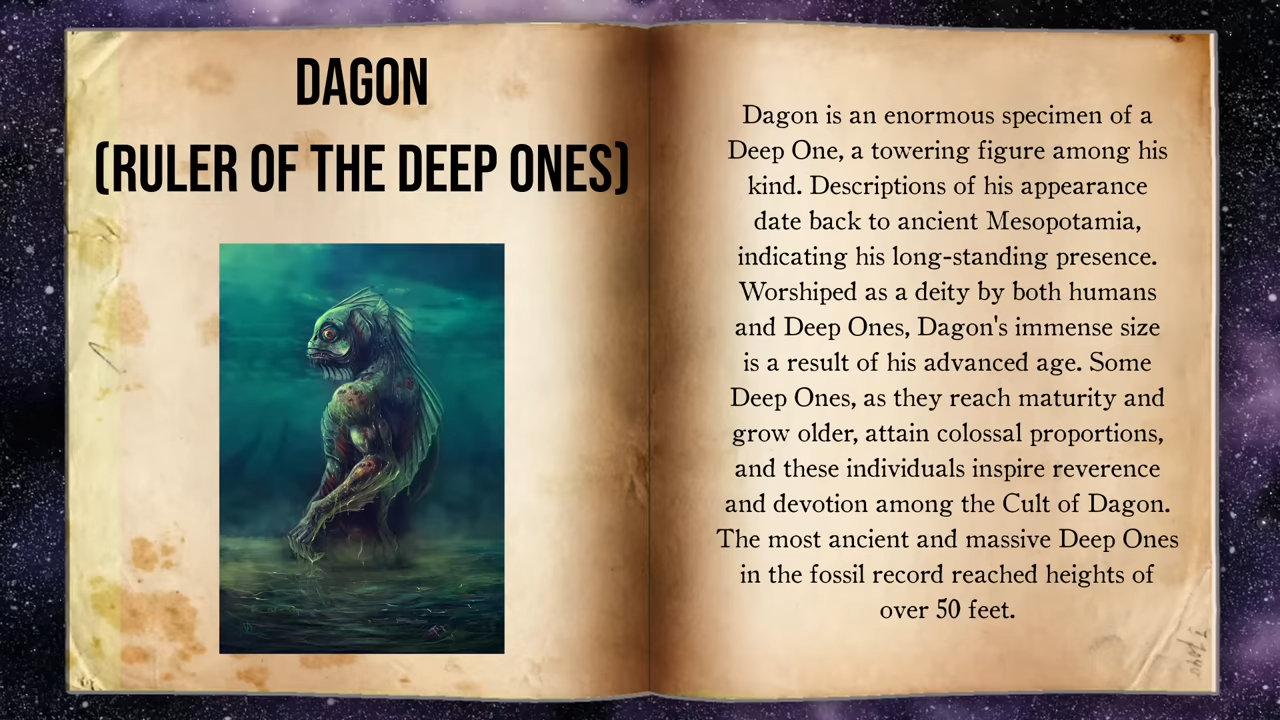 DAGON
(RULER OF THE DEEP ONES)
Dagon is an enormous specimen of a
Deep One, a towering figure among his
kind. Descriptions of his appearance
date back to ancient Mesopotamia,
indicating his long-standing presence.
Worshiped as a deity by both humans
and Deep Ones, Dagon's immense size
is a result of his advanced age. Some
Deep Ones, as they reach maturity and
grow older, attain colossal proportions,
and these individuals inspire reverence
and devotion among the Cult of Dagon.
The most ancient and massive Deep Ones
in the fossil record reached heights of
over 50 feet.